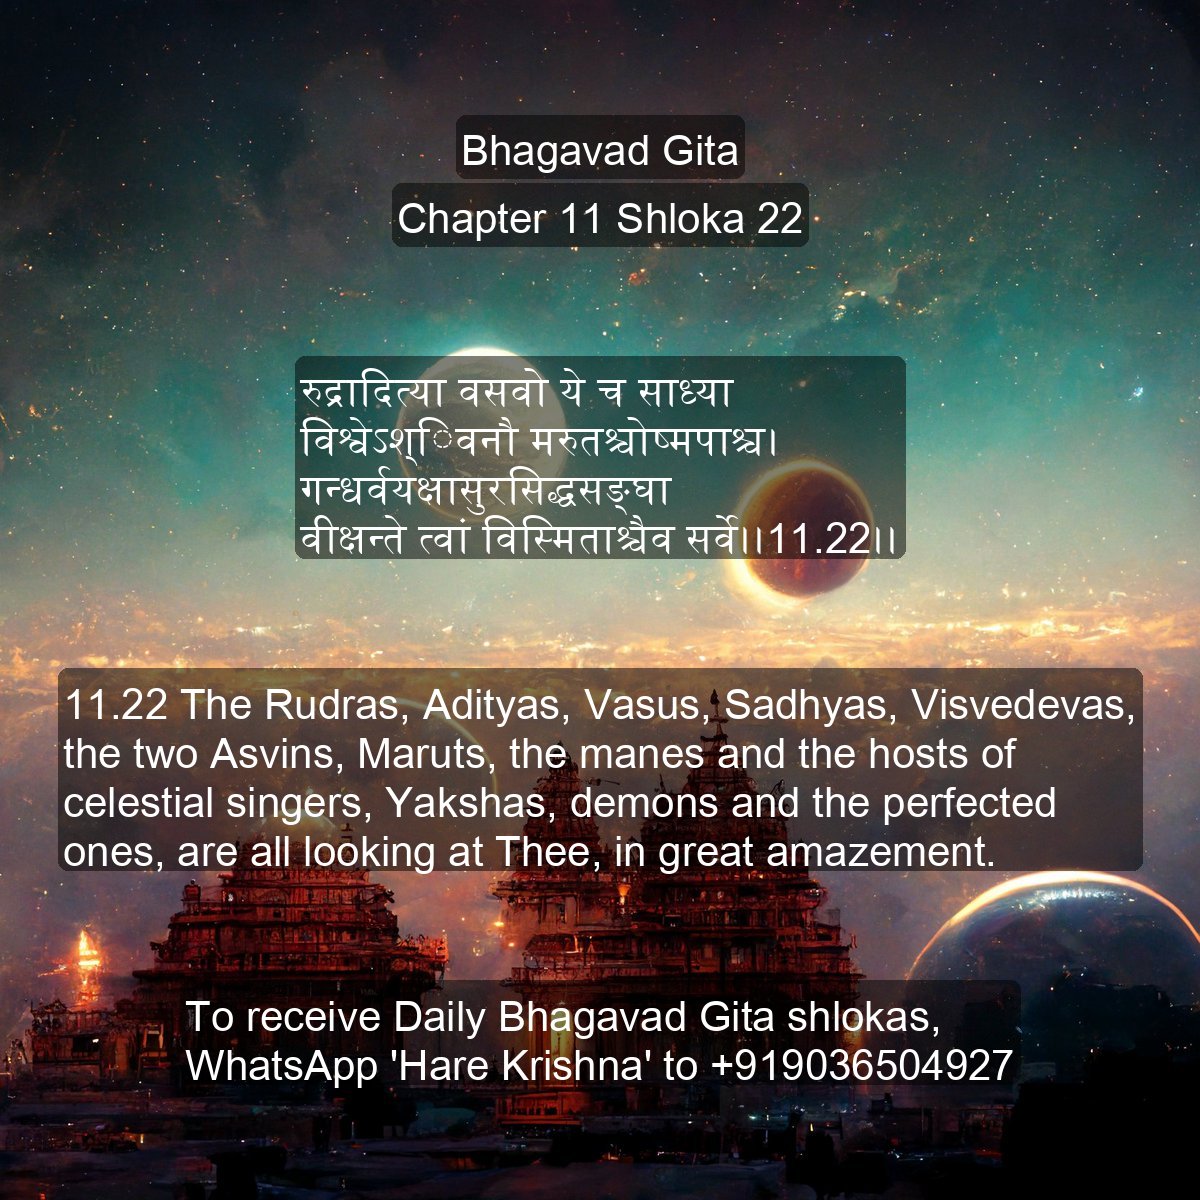 Bhagavad Gita
Chapter 11 Shloka 22
रुद्रादित्या वसवो ये च साध्या
विश्वेऽश्िवनौ मरुतश्चोष्मपाश्च।
गन्धर्वयक्षासुरसिद्धसङ्घा
वीक्षन्ते त्वां विस्मिताश्चैव सर्वे।।11.22।।
11.22 The Rudras, Adityas, Vasus, Sadhyas, Visvedevas,
the two Asvins, Maruts, the manes and the hosts of
celestial singers, Yakshas, demons and the perfected
ones, are all looking at Thee, in great amazement.
To receive Daily Bhagavad Gita shlokas,
WhatsApp 'Hare Krishna' to +919036504927